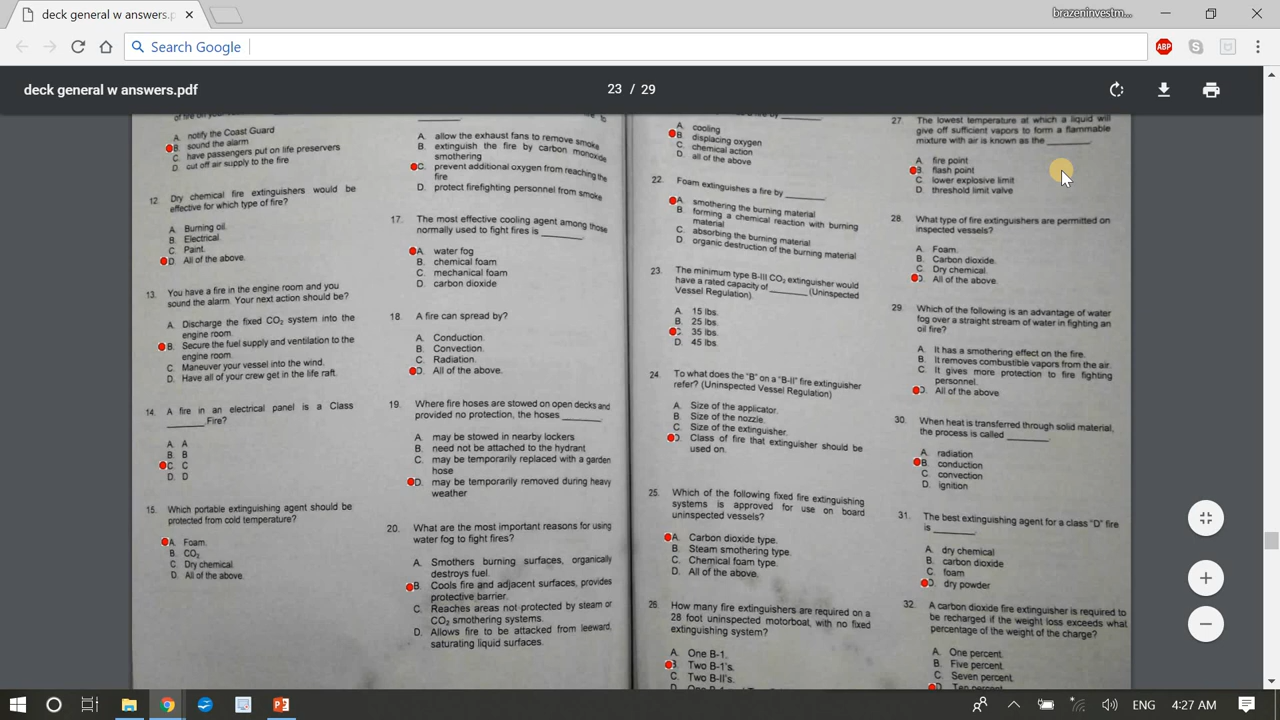 deck general w answers.p
brazeninvestm...
Search Google
ABP
deck general w answers.pdf
23 / 29
of fire on your
A. notify the Coast Guard
B. sound the alarm
C. have passengers put on life preservers
D. cut off air supply to the fire
12. Dry chemical fire extinguishers would be
effective for which type of fire?
A. Burning oil.
B. Electrical.
C. Paint.
D. All of the above.
13. You have a fire in the engine room and you
sound the alarm. Your next action should be?
A. Discharge the fixed CO2 system into the
engine room.
B. Secure the fuel supply and ventilation to the
engine room.
C. Maneuver your vessel into the wind.
D. Have all of your crew get in the life raft.
14. A fire in an electrical panel is a Class
________ Fire?
A. A
B. B
C. C
D. D
15. Which portable extinguishing agent should be
protected from cold temperature?
A. Foam.
B. CO2
C. Dry chemical.
D. All of the above.
A. allow the exhaust fans to remove smoke
B. extinguish the fire by carbon monoxide
smothering
C. prevent additional oxygen from reaching the
fire
D. protect firefighting personnel from smoke
17. The most effective cooling agent among those
normally used to fight fires is ________
A. water fog
B. chemical foam
C. mechanical foam
D. carbon dioxide
18. A fire can spread by?
A. Conduction.
B. Convection.
C. Radiation.
D. All of the above.
19. Where fire hoses are stowed on open decks and
provided no protection, the hoses ________
A. may be stowed in nearby lockers
B. need not be attached to the hydrant
C. may be temporarily replaced with a garden
hose
D. may be temporarily removed during heavy
weather
20. What are the most important reasons for using
water fog to fight fires?
A. Smothers burning surfaces, organically
destroys fuel.
B. Cools fire and adjacent surfaces, provides
protective barrier.
C. Reaches areas not protected by steam or
CO2 smothering systems.
D. Allows fire to be attacked from leeward,
saturating liquid surfaces.
A. cooling
B. displacing oxygen
C. chemical action
D. all of the above
22. Foam extinguishes a fire by ________
A. smothering the burning material
B. forming a chemical reaction with burning
material
C. absorbing the burning material
D. organic destruction of the burning material
23. The minimum type B-III CO2 extinguisher would
have a rated capacity of ________ (Uninspected
Vessel Regulation).
A. 15 lbs.
B. 25 lbs.
C. 35 lbs.
D. 45 lbs.
24. To what does the "B" on a "B-II" fire extinguisher
refer? (Uninspected Vessel Regulation)
A. Size of the applicator.
B. Size of the nozzle.
C. Size of the extinguisher.
D. Class of fire that extinguisher should be
used on.
25. Which of the following fixed fire extinguishing
systems is approved for use on board
uninspected vessels?
A. Carbon dioxide type.
B. Steam smothering type.
C. Chemical foam type.
D. All of the above.
26. How many fire extinguishers are required on a
28 foot uninspected motorboat, with no fixed
extinguishing system?
A. One B-1.
B. Two B-1's.
C. Two B-II's.
27. The lowest temperature at which a liquid will
give off sufficient vapors to form a flammable
mixture with air is known as the ________.
A. fire point
B. flash point
C. lower explosive limit
D. threshold limit valve
28. What type of fire extinguishers are permitted on
inspected vessels?
A. Foam.
B. Carbon dioxide.
C. Dry chemical.
D. All of the above.
29. Which of the following is an advantage of water
fog over a straight stream of water in fighting an
oil fire?
A. It has a smothering effect on the fire.
B. It removes combustible vapors from the air.
C. It gives more protection to fire fighting
personnel.
D. All of the above
30. When heat is transferred through solid material,
the process is called ________
A. radiation
B. conduction
C. convection
D. ignition
31. The best extinguishing agent for a class "D" fire
is ________
A. dry chemical
B. carbon dioxide
C. foam
D. dry powder
32. A carbon dioxide fire extinguisher is required to
be recharged if the weight loss exceeds what
percentage of the weight of the charge?
A. One percent.
B. Five percent.
C. Seven percent.
D. Ten percent.
ENG
4:27 AM